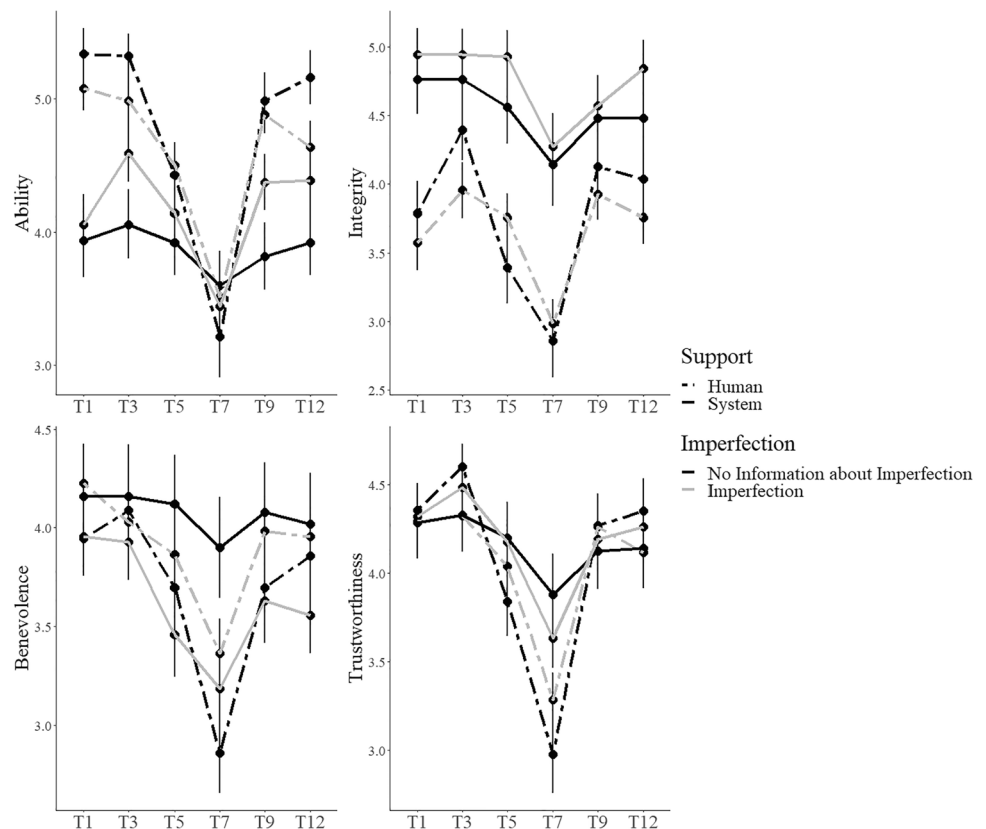 5.0
4.0
3.0
Ability
T1 T3 T5 T7 T9 T12
5.0
4.5
4.0
3.5
3.0
2.5
Integrity
T1 T3 T5 T7 T9 T12
4.5
4.0
3.5
3.0
Benevolence
T1 T3 T5 T7 T9 T12
4.5
4.0
3.5
3.0
Trustworthiness
T1 T3 T5 T7 T9 T12
Support
Human
System
Imperfection
No Information about Imperfection
Imperfection